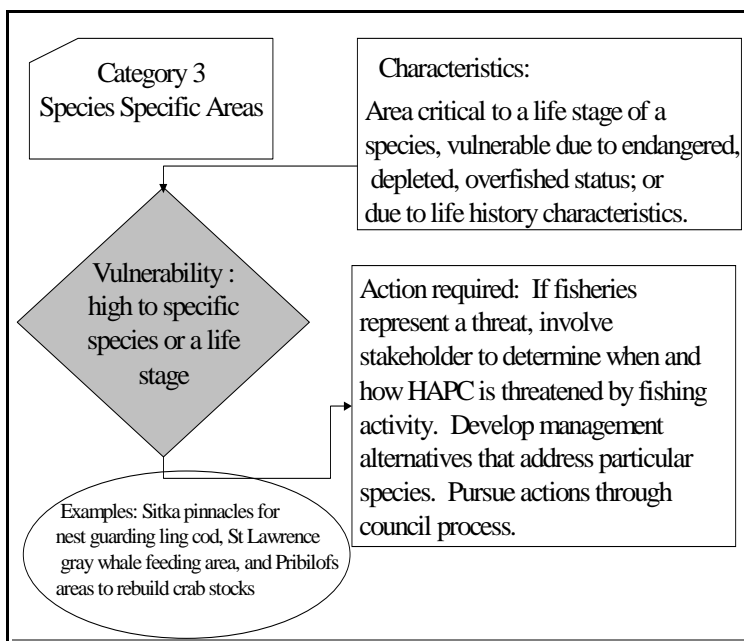 Category 3
Species Specific Areas
Characteristics:
Area critical to a life stage of a
species, vulnerable due to endangered,
depleted, overfished status; or
due to life history characteristics.
Vulnerability :
high to specific
species or a life
stage
Action required: If fisheries
represent a threat, involve
stakeholder to determine when and
how HAPC is threatened by fishing
activity. Develop management
alternatives that address particular
species. Pursue actions through
council process.
Examples: Sitka pinnacles for
nest guarding ling cod, St Lawrence
gray whale feeding area, and Pribilofs
areas to rebuild crab stocks